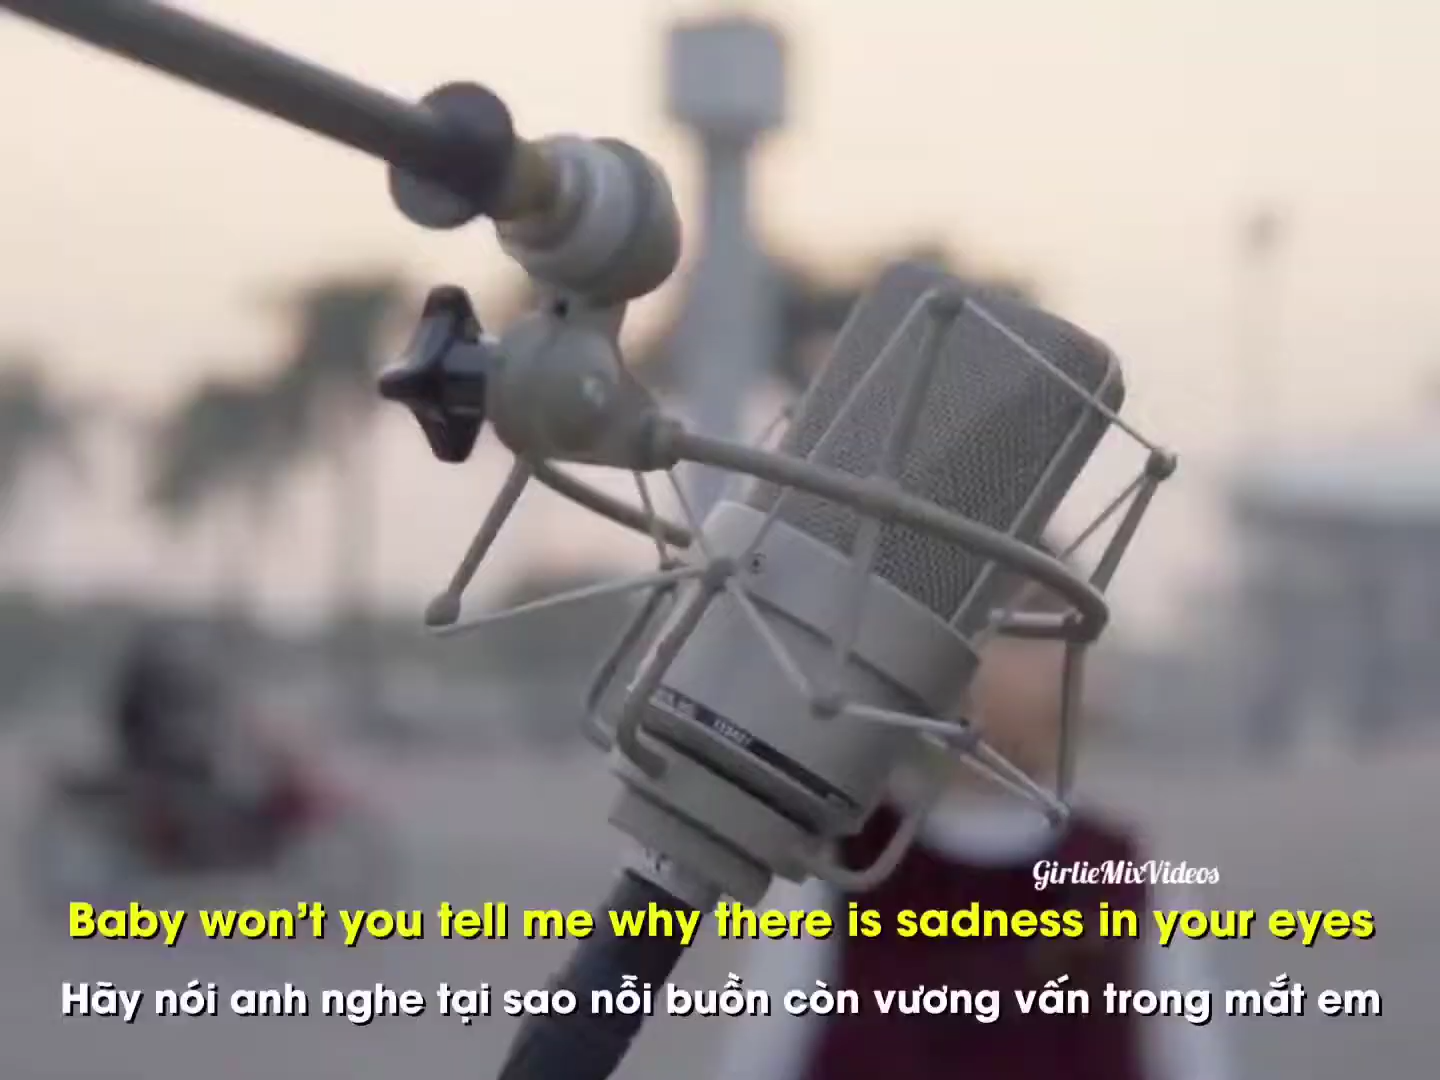 GirlieMixVideos
Baby won't you tell me why there is sadness in your eyes
Hãy nói anh nghe tại sao nỗi buồn còn vương vấn trong mắt em